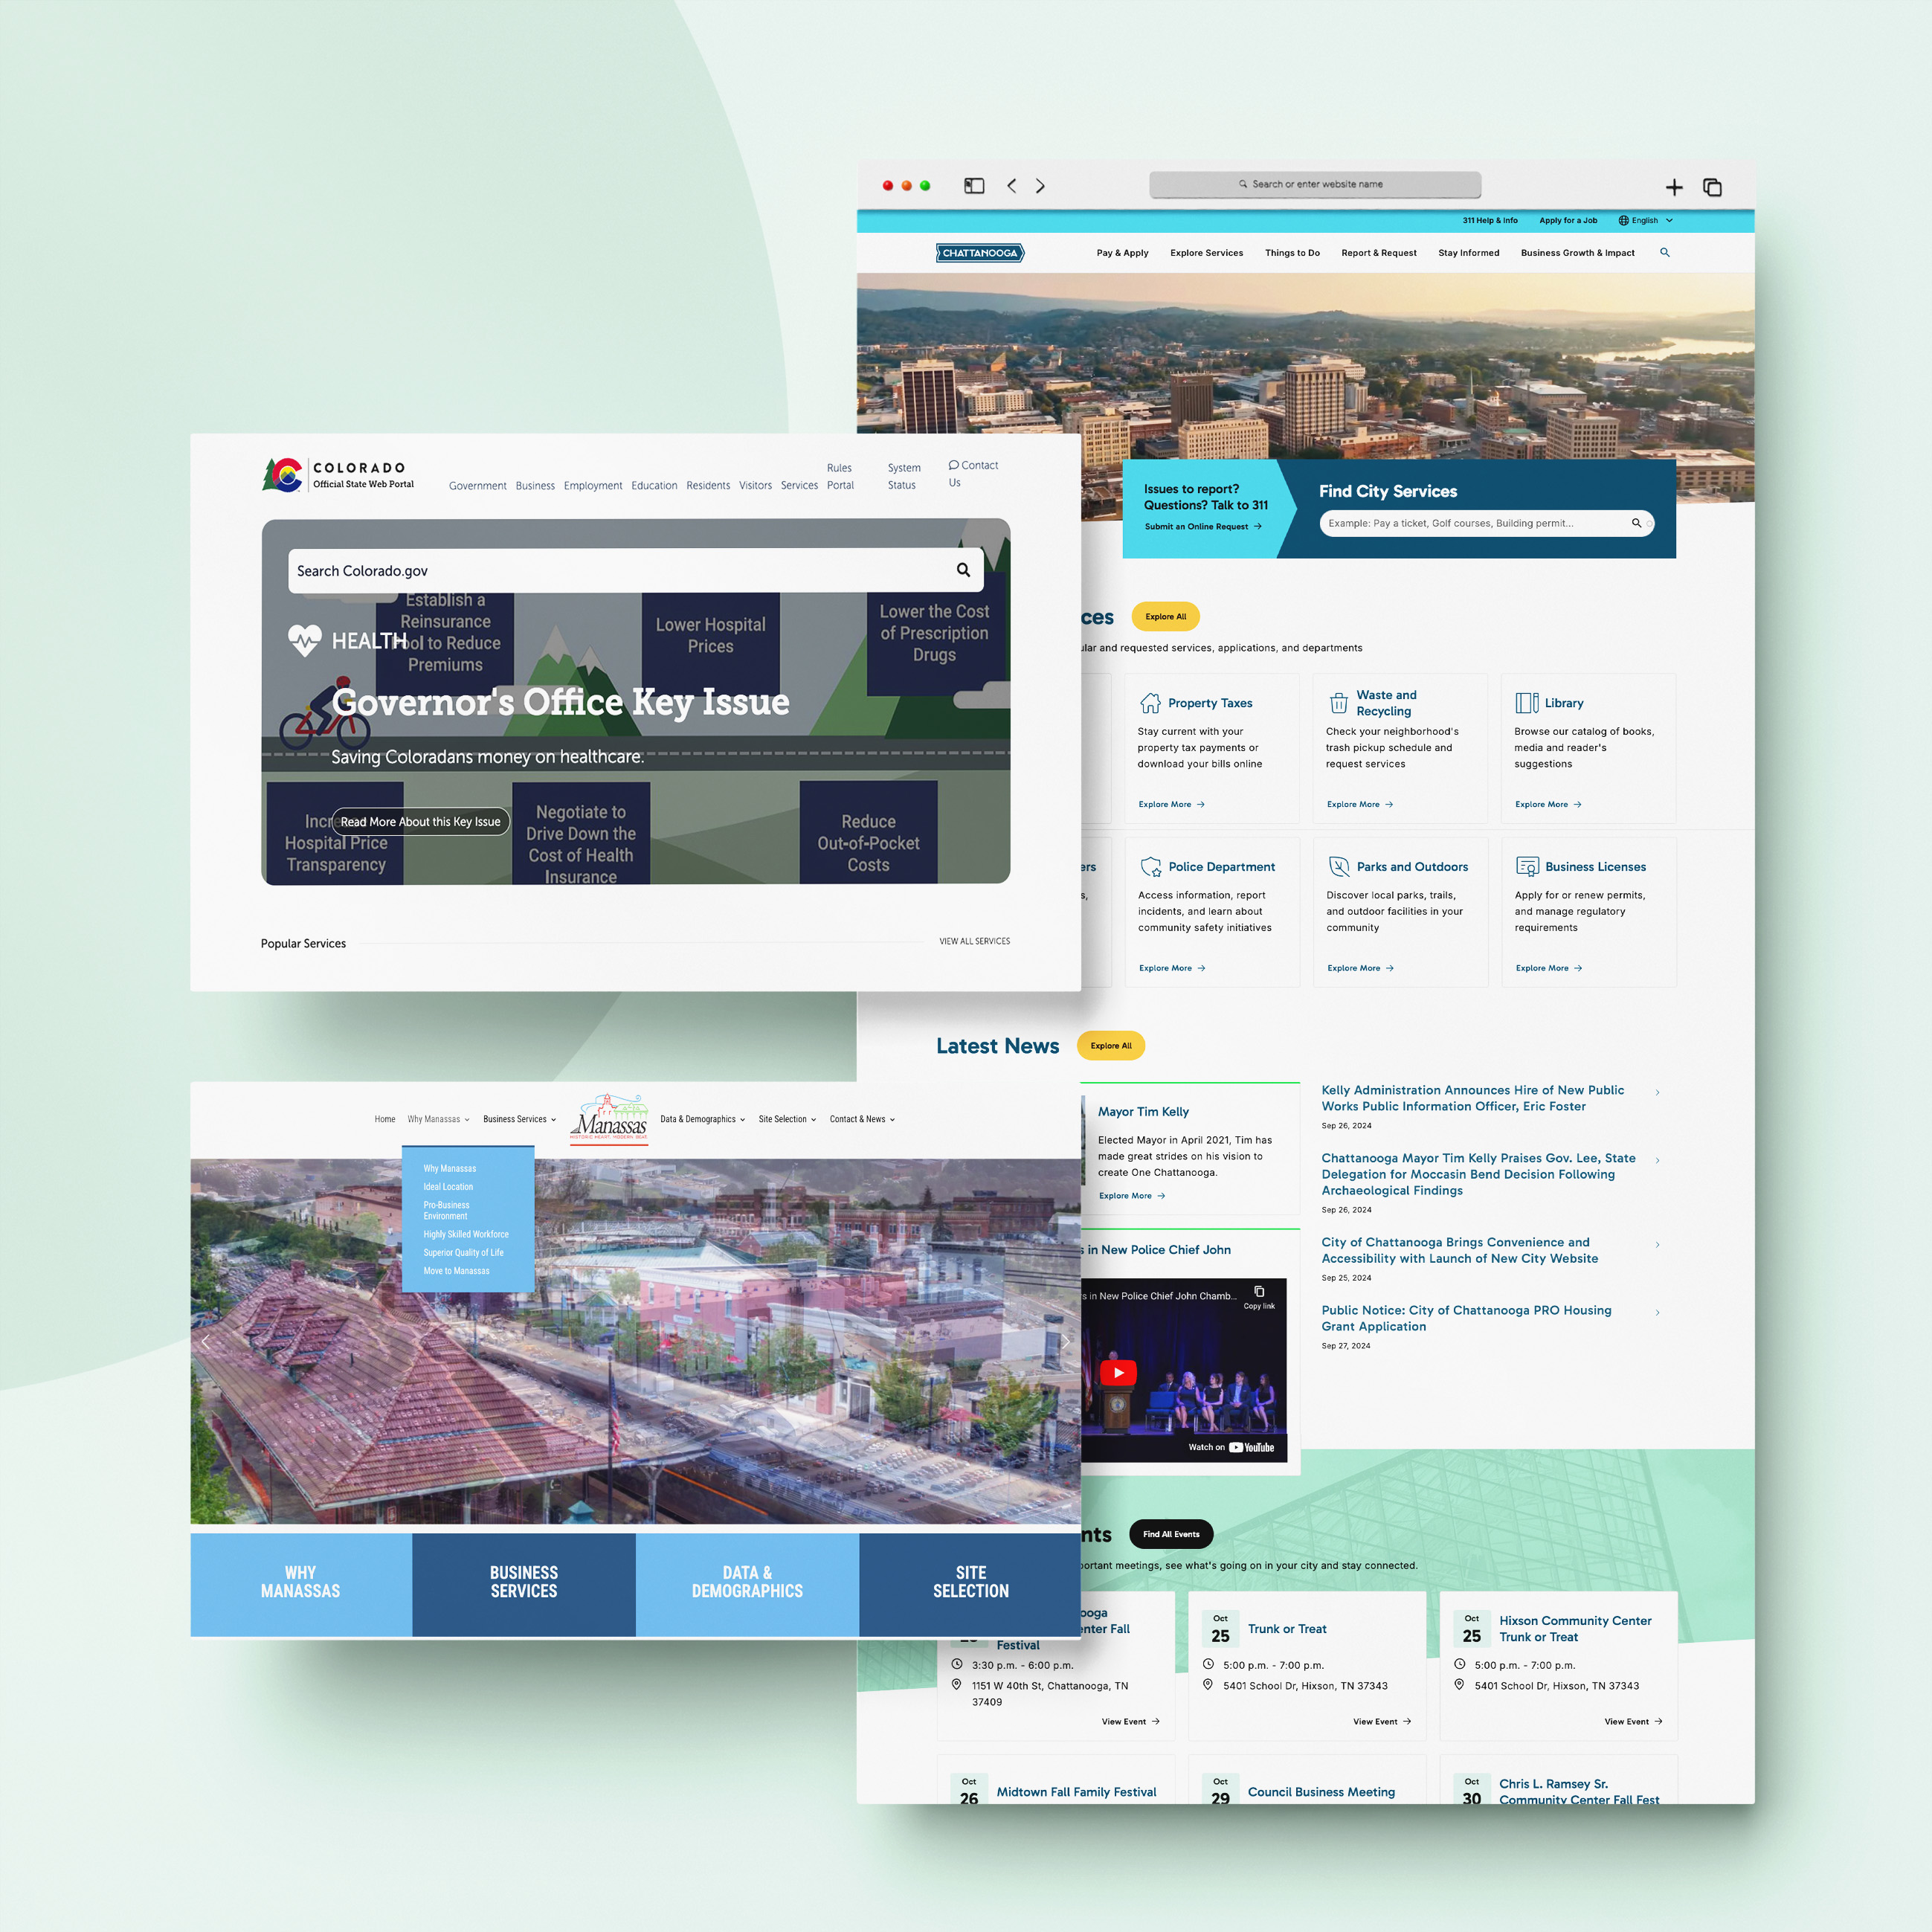 Search or enter website name
311 Help & Info
Apply for a Job
English
CHATTANOOGA
Pay & Apply
Explore Services
Things to Do
Report & Request
Stay Informed
Business Growth & Impact
Issues to report?
Questions? Talk to 311
Submit an Online Request
Find City Services
Example: Pay a ticket, Golf courses, Building permit...
COLORADO
Official State Web Portal
Government
Business
Employment
Education
Residents
Visitors
Services
Rules
Portal
System
Status
Contact
Us
Search Colorado.gov
Establish a
Reinsurance
Pool to Reduce
Premiums
Lower Hospital
Prices
Lower the Cost
of Prescription
Drugs
HEALTH
Governor's Office Key Issue
Saving Coloradans money on healthcare.
Read More About this Key Issue
Hospital Price
Transparency
Negotiate to
Drive Down the
Cost of Health
Insurance
Reduce
Out-of-Pocket
Costs
Popular Services
VIEW ALL SERVICES
ces
Explore All
ular and requested services, applications, and departments
Property Taxes
Stay current with your
property tax payments or
download your bills online
Explore More
Waste and
Recycling
Check your neighborhood's
trash pickup schedule and
request services
Explore More
Library
Browse our catalog of books,
media and reader's
suggestions
Explore More
ers
s,
Police Department
Access information, report
incidents, and learn about
community safety initiatives
Explore More
Parks and Outdoors
Discover local parks, trails,
and outdoor facilities in your
community
Explore More
Business Licenses
Apply for or renew permits,
and manage regulatory
requirements
Explore More
Latest News
Explore All
Mayor Tim Kelly
Elected Mayor in April 2021, Tim has
made great strides on his vision to
create One Chattanooga.
Explore More
s in New Police Chief John
rs in New Police Chief John Chamb...
Copy link
Watch on YouTube
Kelly Administration Announces Hire of New Public
Works Public Information Officer, Eric Foster
Sep 26, 2024
Chattanooga Mayor Tim Kelly Praises Gov. Lee, State
Delegation for Moccasin Bend Decision Following
Archaeological Findings
Sep 26, 2024
City of Chattanooga Brings Convenience and
Accessibility with Launch of New City Website
Sep 25, 2024
Public Notice: City of Chattanooga PRO Housing
Grant Application
Sep 27, 2024
Home
Why Manassas
Business Services
Manassas
HISTORIC HEART. MODERN BEAT.
Data & Demographics
Site Selection
Contact & News
Why Manassas
Ideal Location
Pro-Business
Environment
Highly Skilled Workforce
Superior Quality of Life
Move to Manassas
WHY
MANASSAS
BUSINESS
SERVICES
DATA &
DEMOGRAPHICS
SITE
SELECTION
nts
Find All Events
portant meetings, see what's going on in your city and stay connected.
ooga
enter Fall
Festival
3:30 p.m. - 6:00 p.m.
1151 W 40th St, Chattanooga, TN
37409
View Event
Oct
25
Trunk or Treat
5:00 p.m. - 7:00 p.m.
5401 School Dr, Hixson, TN 37343
View Event
Oct
25
Hixson Community Center
Trunk or Treat
5:00 p.m. - 7:00 p.m.
5401 School Dr, Hixson, TN 37343
View Event
Oct
26
Midtown Fall Family Festival
Oct
29
Council Business Meeting
Oct
30
Chris L. Ramsey Sr.
Community Center Fall Fest